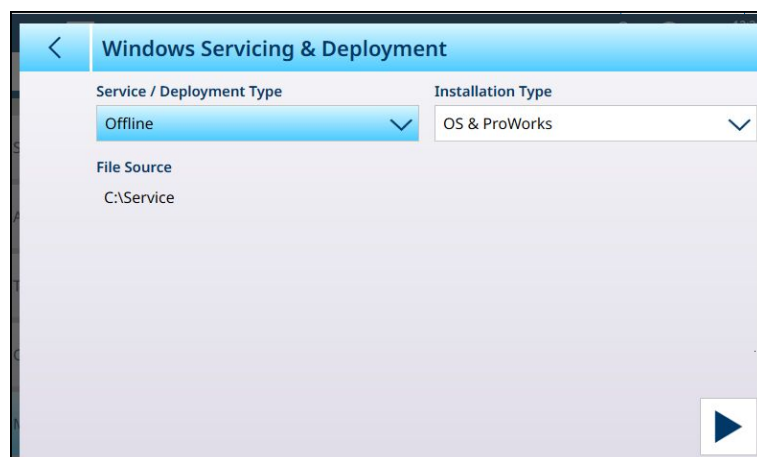 Windows Servicing & Deployment
Service / Deployment Type
Installation Type
Offline
OS & ProWorks
File Source
C:\Service